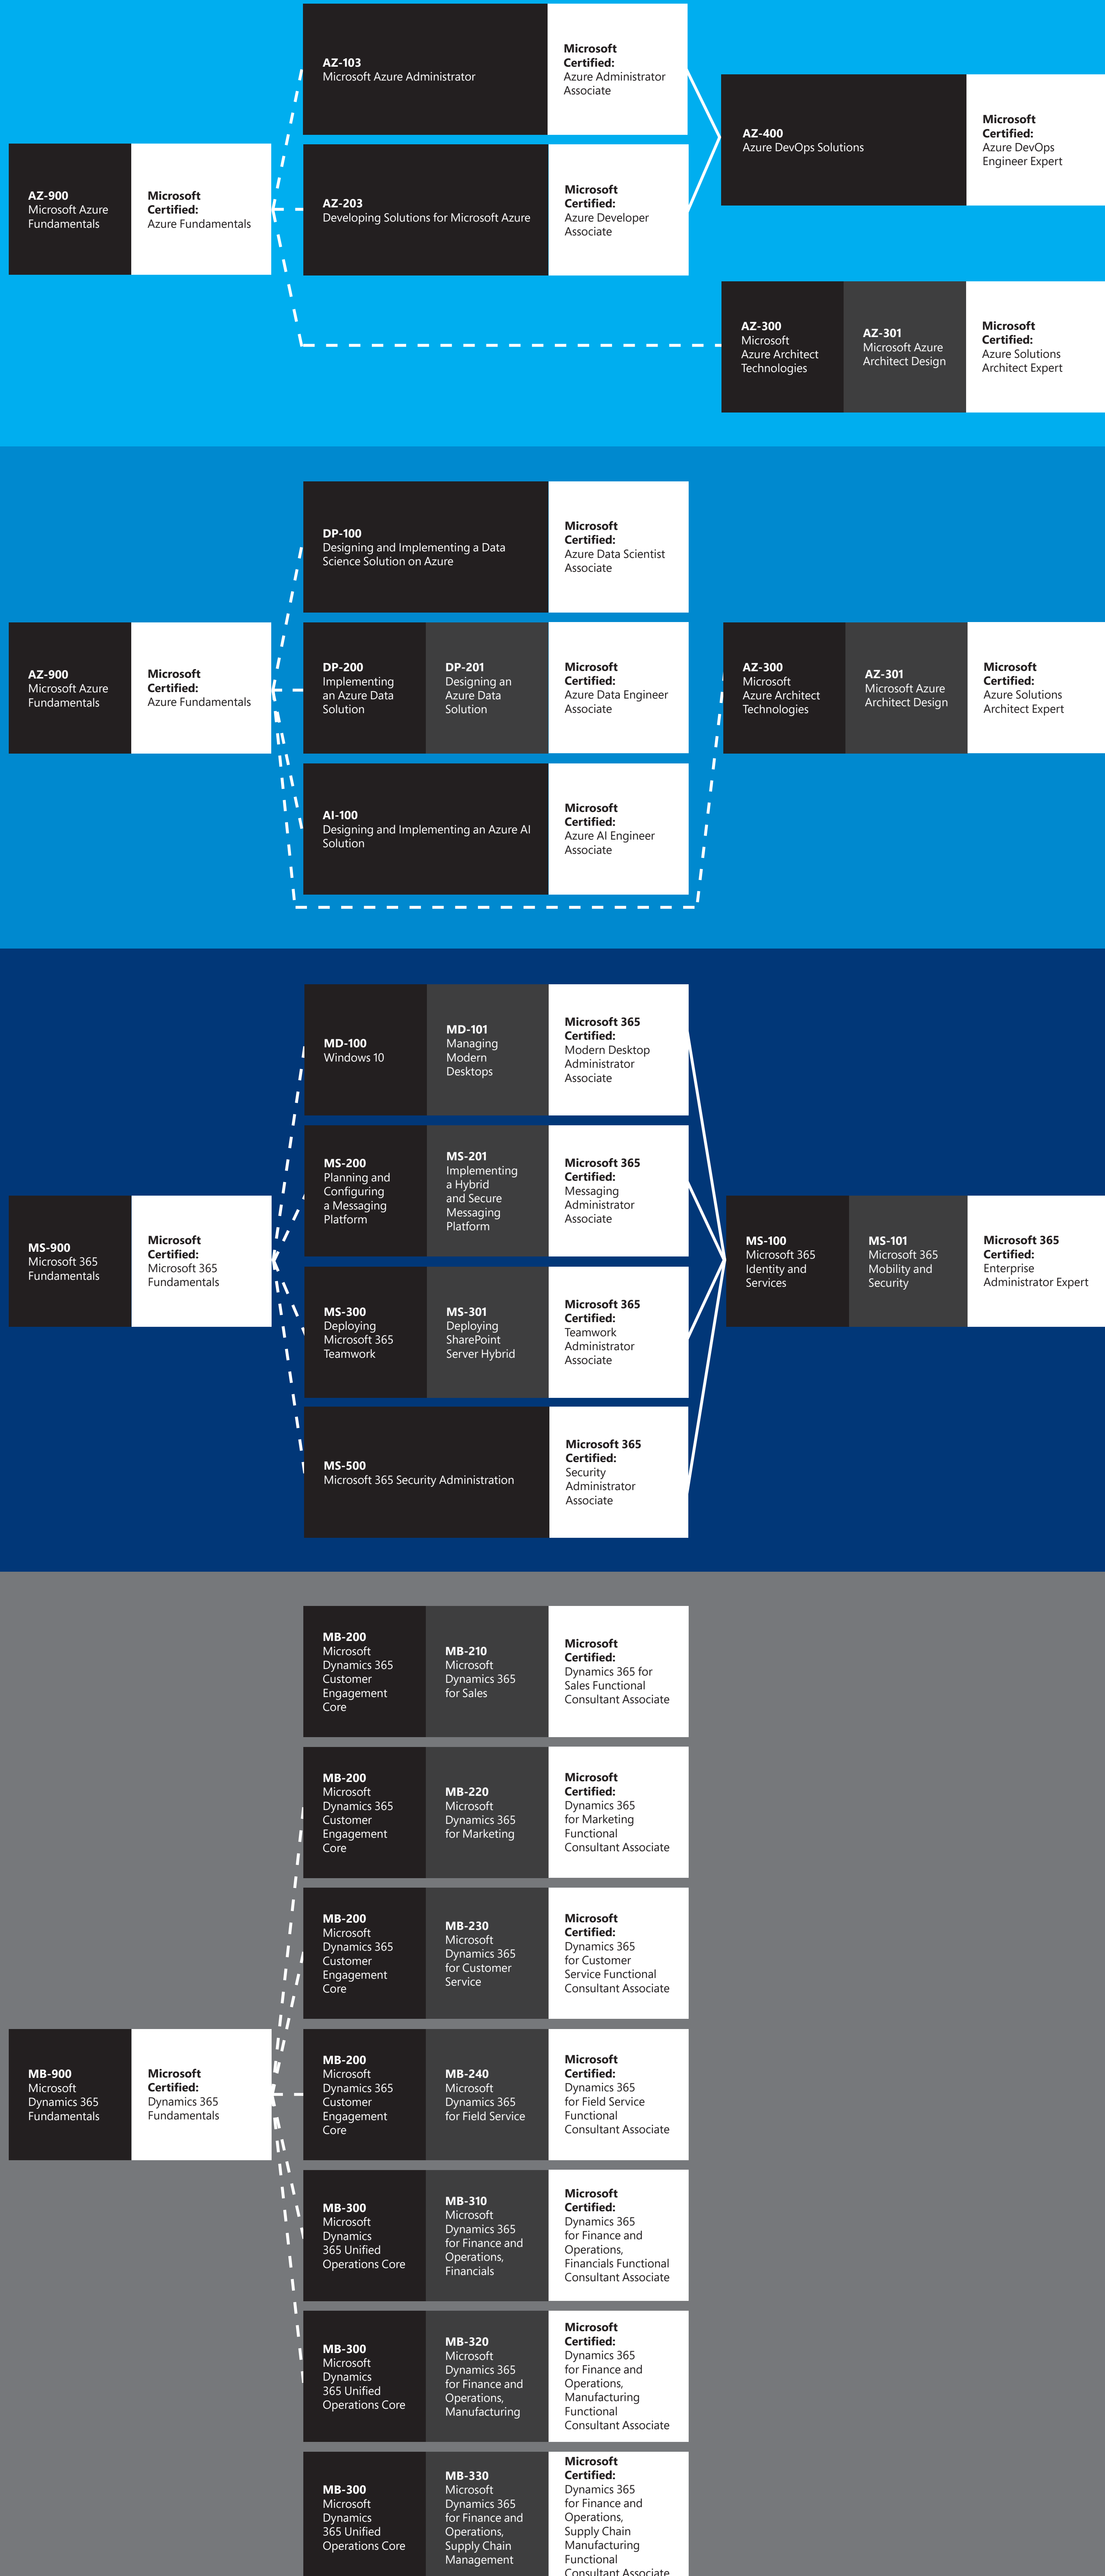 AZ-900
Microsoft Azure
Fundamentals
Microsoft
Certified:
Azure Fundamentals
AZ-103
Microsoft Azure Administrator
Microsoft
Certified:
Azure Administrator
Associate
AZ-203
Developing Solutions for Microsoft Azure
Microsoft
Certified:
Azure Developer
Associate
AZ-400
Azure DevOps Solutions
Microsoft
Certified:
Azure DevOps
Engineer Expert
AZ-300
Microsoft
Azure Architect
Technologies
AZ-301
Microsoft Azure
Architect Design
Microsoft
Certified:
Azure Solutions
Architect Expert
AZ-900
Microsoft Azure
Fundamentals
Microsoft
Certified:
Azure Fundamentals
DP-100
Designing and Implementing a Data
Science Solution on Azure
Microsoft
Certified:
Azure Data Scientist
Associate
DP-200
Implementing
an Azure Data
Solution
DP-201
Designing an
Azure Data
Solution
Microsoft
Certified:
Azure Data Engineer
Associate
AI-100
Designing and Implementing an Azure AI
Solution
Microsoft
Certified:
Azure AI Engineer
Associate
AZ-300
Microsoft
Azure Architect
Technologies
AZ-301
Microsoft Azure
Architect Design
Microsoft
Certified:
Azure Solutions
Architect Expert
MS-900
Microsoft 365
Fundamentals
Microsoft
Certified:
Microsoft 365
Fundamentals
MD-100
Windows 10
MD-101
Managing
Modern
Desktops
Microsoft 365
Certified:
Modern Desktop
Administrator
Associate
MS-200
Planning and
Configuring
a Messaging
Platform
MS-201
Implementing
a Hybrid
and Secure
Messaging
Platform
Microsoft 365
Certified:
Messaging
Administrator
Associate
MS-300
Deploying
Microsoft 365
Teamwork
MS-301
Deploying
SharePoint
Server Hybrid
Microsoft 365
Certified:
Teamwork
Administrator
Associate
MS-500
Microsoft 365 Security Administration
Microsoft 365
Certified:
Security
Administrator
Associate
MS-100
Microsoft 365
Identity and
Services
MS-101
Microsoft 365
Mobility and
Security
Microsoft 365
Certified:
Enterprise
Administrator Expert
MB-900
Microsoft
Dynamics 365
Fundamentals
Microsoft
Certified:
Dynamics 365
Fundamentals
MB-200
Microsoft
Dynamics 365
Customer
Engagement
Core
MB-210
Microsoft
Dynamics 365
for Sales
Microsoft
Certified:
Dynamics 365 for
Sales Functional
Consultant Associate
MB-200
Microsoft
Dynamics 365
Customer
Engagement
Core
MB-220
Microsoft
Dynamics 365
for Marketing
Microsoft
Certified:
Dynamics 365
for Marketing
Functional
Consultant Associate
MB-200
Microsoft
Dynamics 365
Customer
Engagement
Core
MB-230
Microsoft
Dynamics 365
for Customer
Service
Microsoft
Certified:
Dynamics 365
for Customer
Service Functional
Consultant Associate
MB-200
Microsoft
Dynamics 365
Customer
Engagement
Core
MB-240
Microsoft
Dynamics 365
for Field Service
Microsoft
Certified:
Dynamics 365
for Field Service
Functional
Consultant Associate
MB-300
Microsoft
Dynamics
365 Unified
Operations Core
MB-310
Microsoft
Dynamics 365
for Finance and
Operations,
Financials
Microsoft
Certified:
Dynamics 365
for Finance and
Operations,
Financials Functional
Consultant Associate
MB-300
Microsoft
Dynamics
365 Unified
Operations Core
MB-320
Microsoft
Dynamics 365
for Finance and
Operations,
Manufacturing
Microsoft
Certified:
Dynamics 365
for Finance and
Operations,
Manufacturing
Functional
Consultant Associate
MB-300
Microsoft
Dynamics
365 Unified
Operations Core
MB-330
Microsoft
Dynamics 365
for Finance and
Operations,
Supply Chain
Management
Microsoft
Certified:
Dynamics 365
for Finance and
Operations,
Supply Chain
Manufacturing
Functional
Consultant Associate